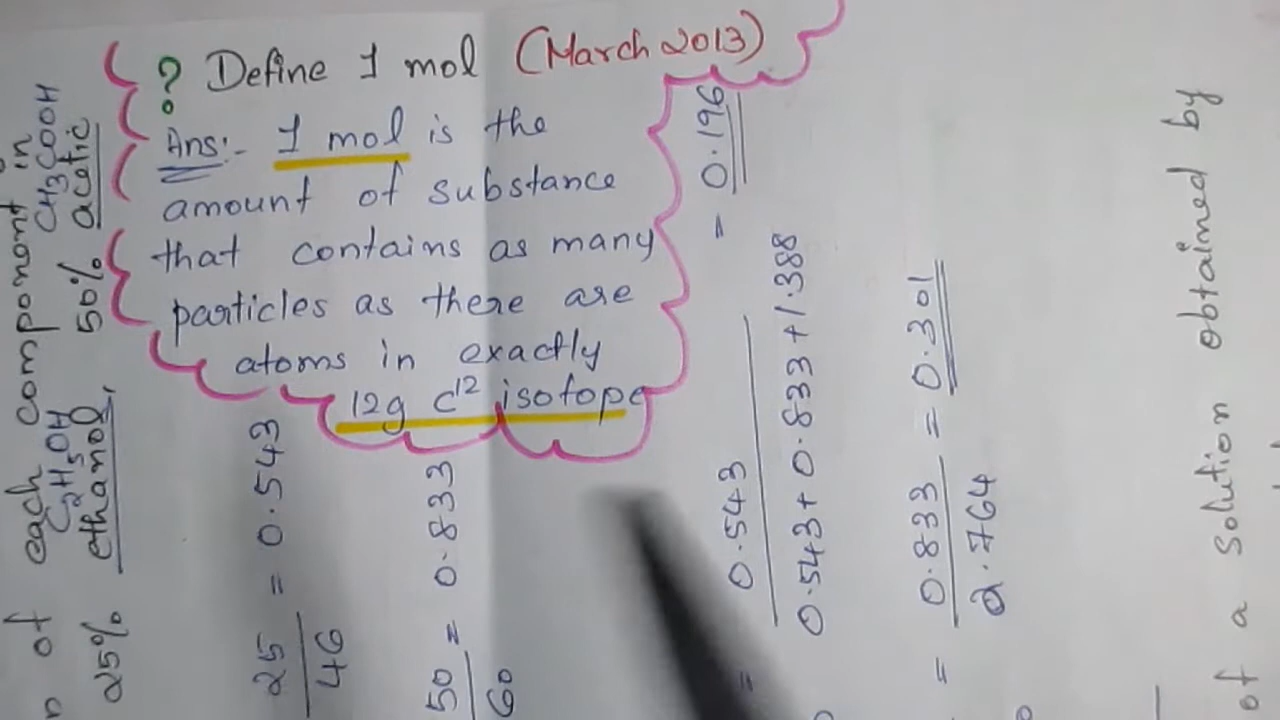 ? Define 1 mol (March 2013)
Ans:- 1 mol is the
amount of substance
that contains as many
particles as there are
atoms in exactly
12g C¹² isotope
of each component in
25% C₂H₅OH ethanol, 50% CH₃COOH acetic
25/46 = 0.543
50/60 = 0.833
= 0.543 / 0.543 + 0.833 + 1.388 = 0.196
= 0.833 / 2.764 = 0.301
of a solution obtained by